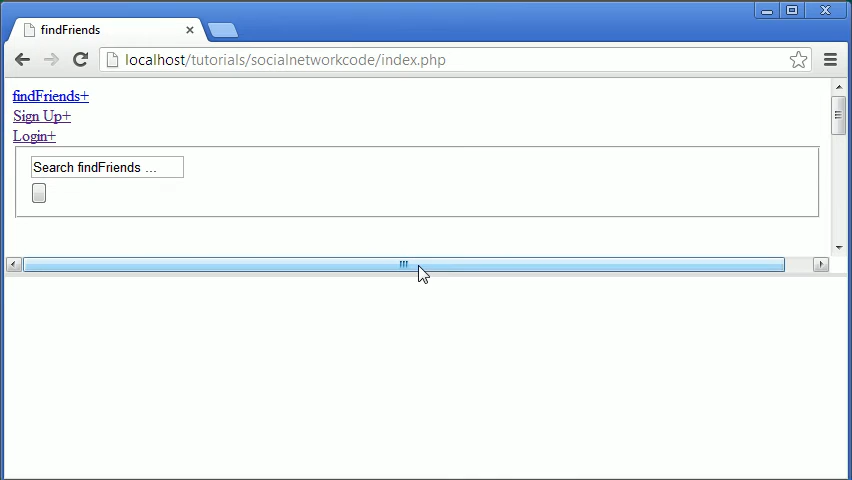 findFriends
localhost/tutorials/socialnetworkcode/index.php
findFriends+
Sign Up+
Login+
Search findFriends ...